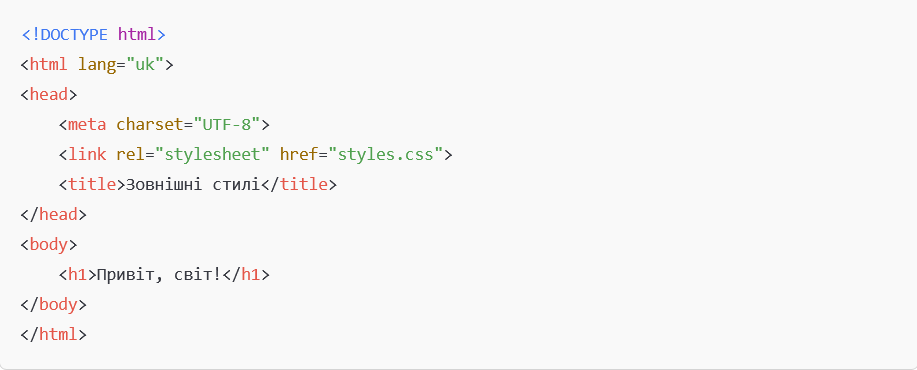 <!DOCTYPE html>
<html lang="uk">
<head>
    <meta charset="UTF-8">
    <link rel="stylesheet" href="styles.css">
    <title>Зовнішні стилі</title>
</head>
<body>
    <h1>Привіт, світ!</h1>
</body>
</html>